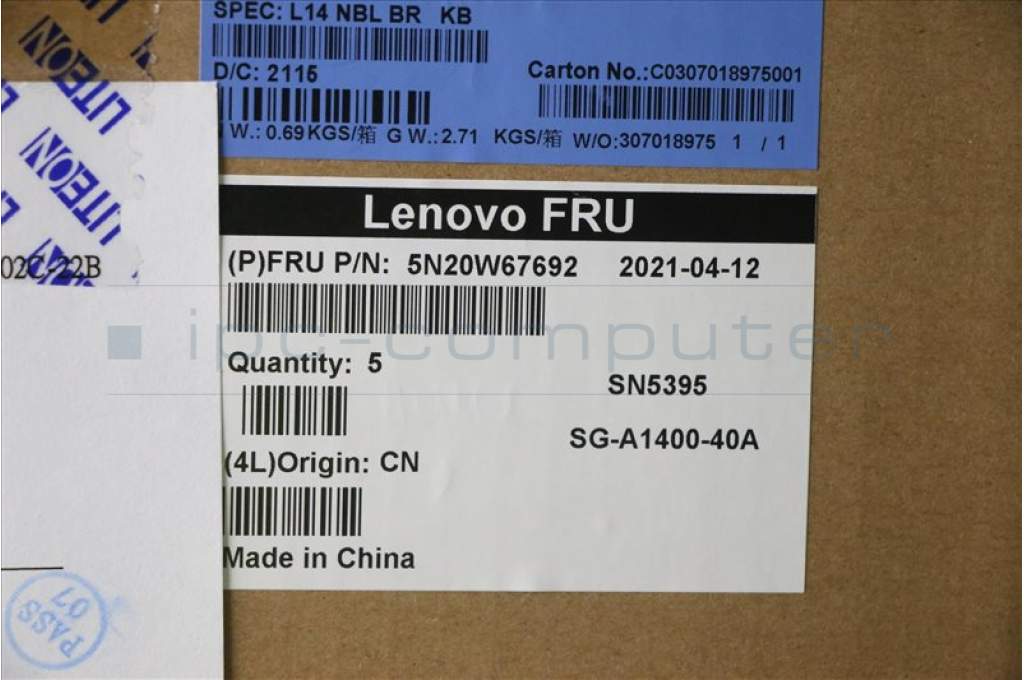 SPEC: L14 NBL BR KB
D/C: 2115
Carton No.:C0307018975001
W.: 0.69KGS/箱 G W.:2.71 KGS/箱 W/O:307018975 1 / 1
LITEON
LITEON
02C-22B
Lenovo FRU
(P)FRU P/N: 5N20W67692 2021-04-12
ipc-computer
Quantity: 5
SN5395
SG-A1400-40A
(4L)Origin: CN
Made in China
PASS
07